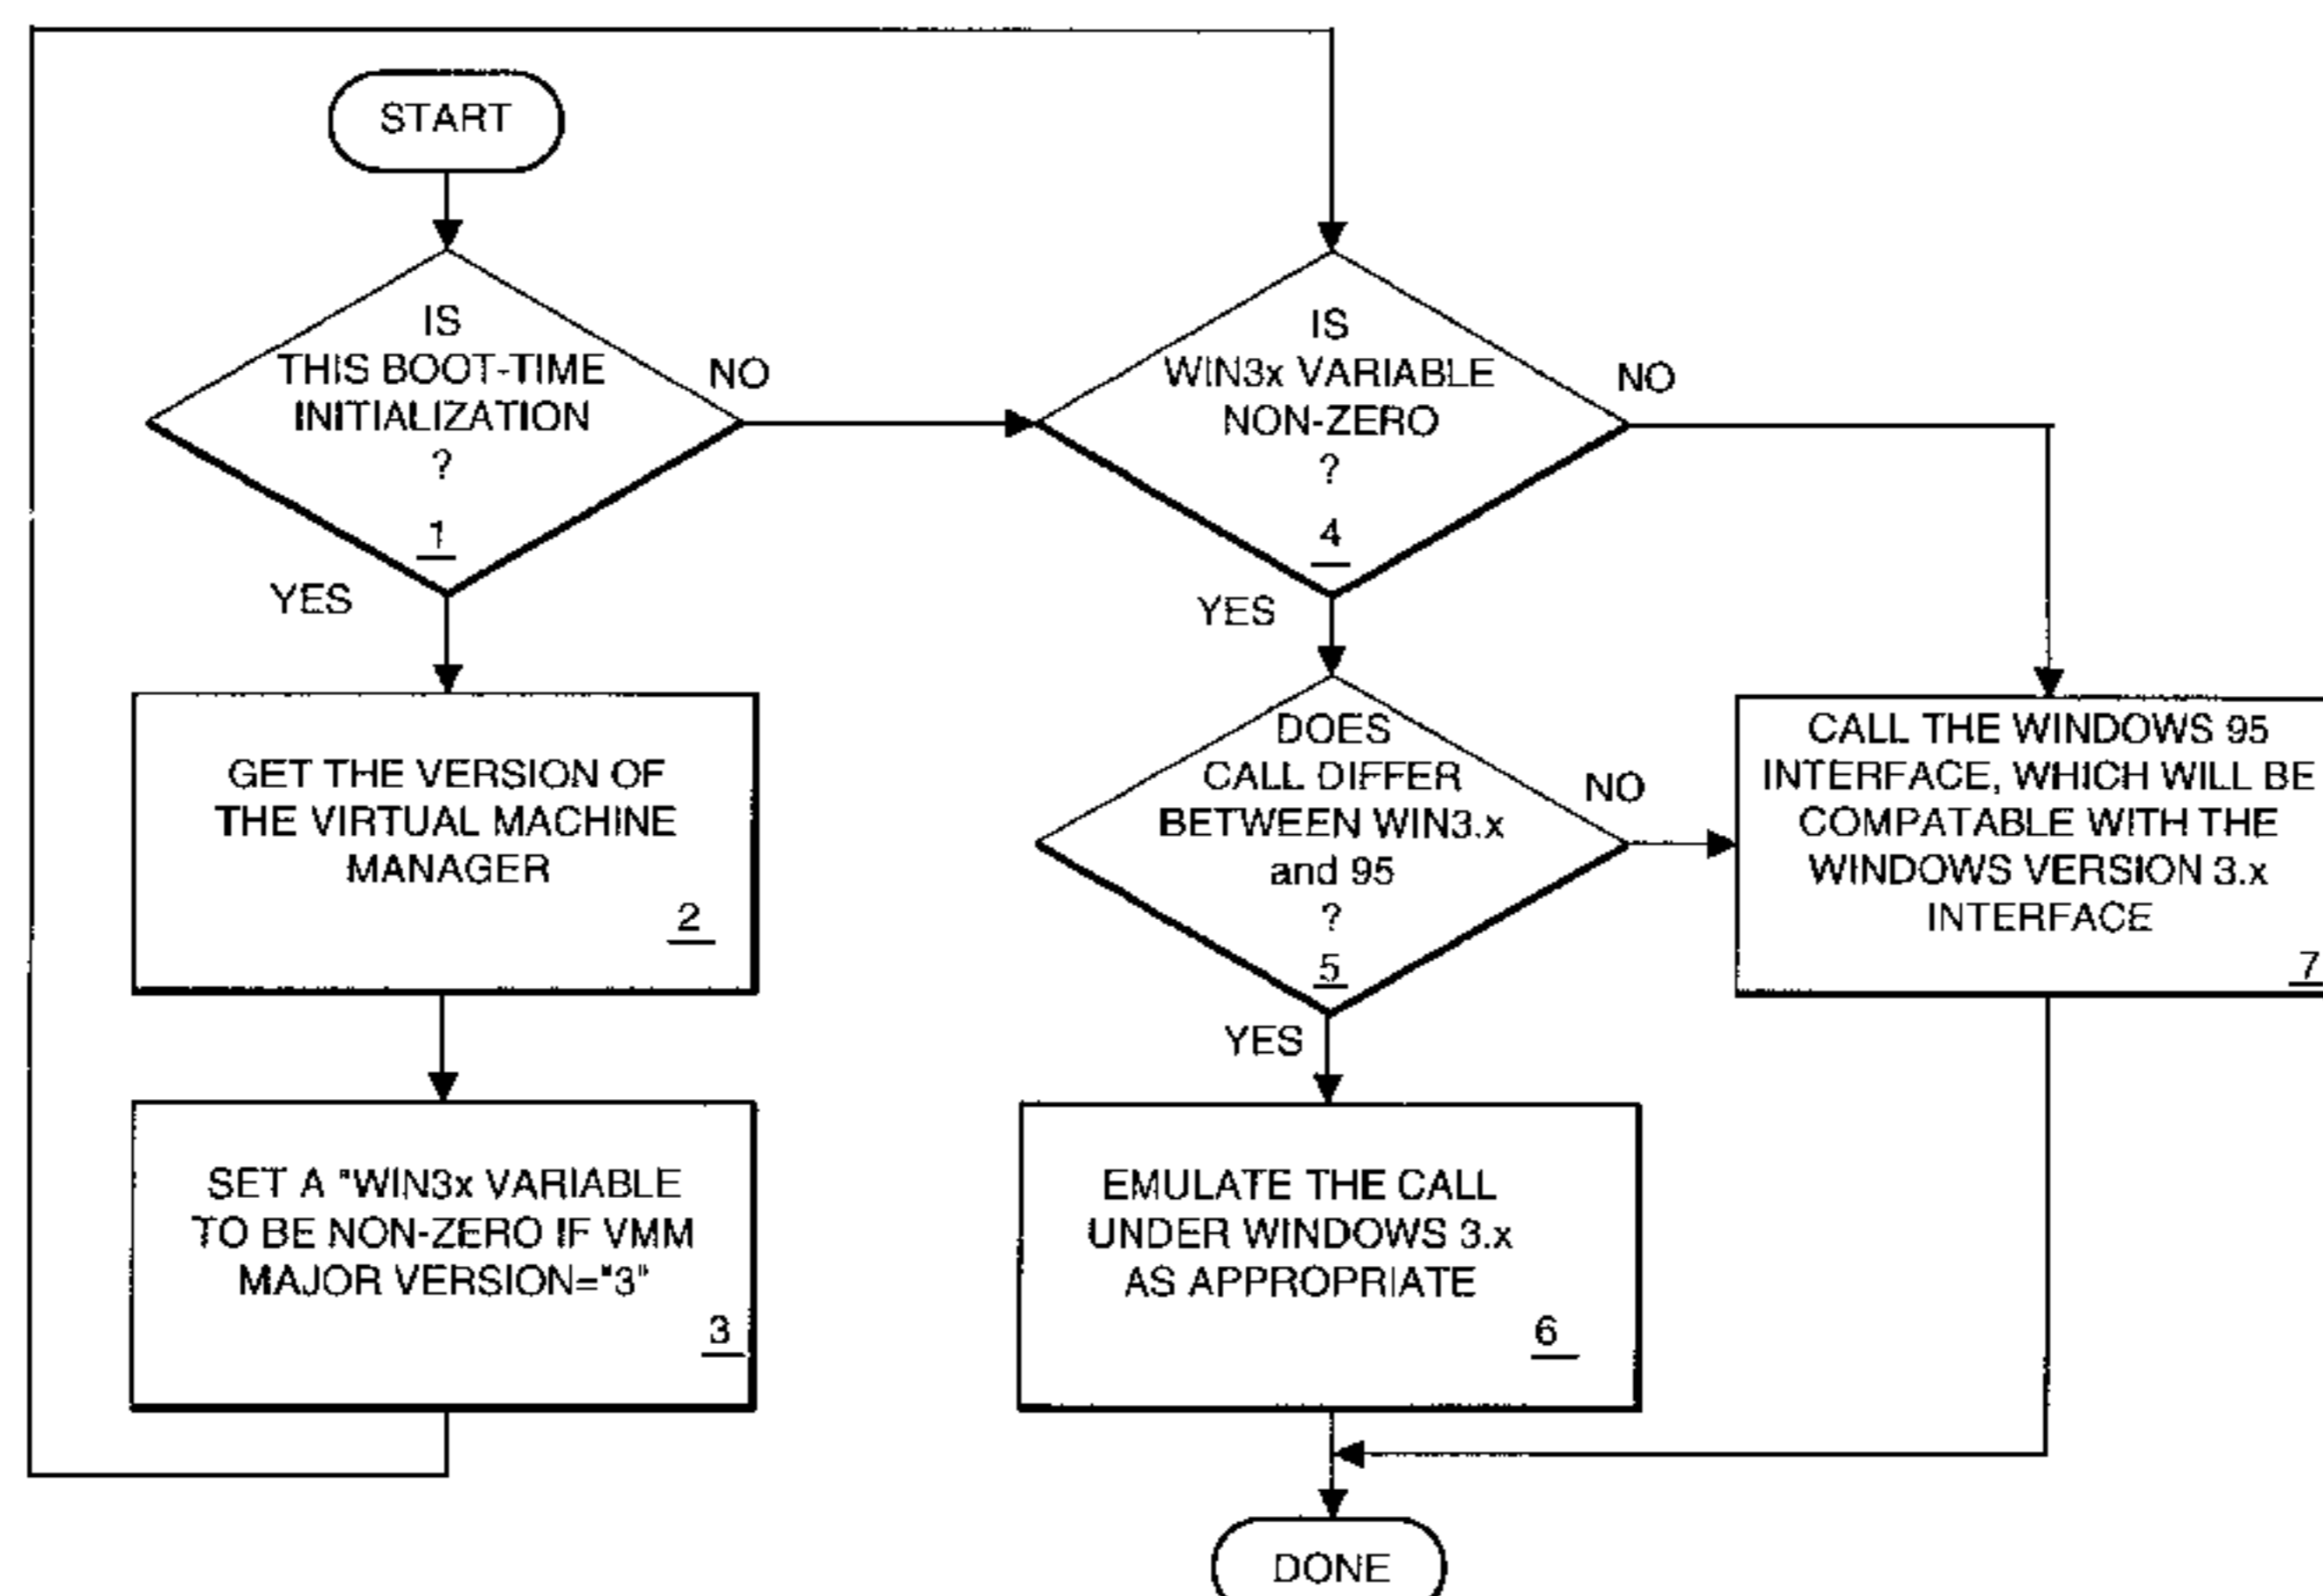 START
IS
THIS BOOT-TIME
INITIALIZATION
?
1
NO
YES
GET THE VERSION OF
THE VIRTUAL MACHINE
MANAGER
2
SET A "WIN3x VARIABLE
TO BE NON-ZERO IF VMM
MAJOR VERSION="3"
3
IS
WIN3x VARIABLE
NON-ZERO
?
4
NO
YES
DOES
CALL DIFFER
BETWEEN WIN3.x
and 95
?
5
NO
YES
EMULATE THE CALL
UNDER WINDOWS 3.x
AS APPROPRIATE
6
CALL THE WINDOWS 95
INTERFACE, WHICH WILL BE
COMPATABLE WITH THE
WINDOWS VERSION 3.x
INTERFACE
7
DONE